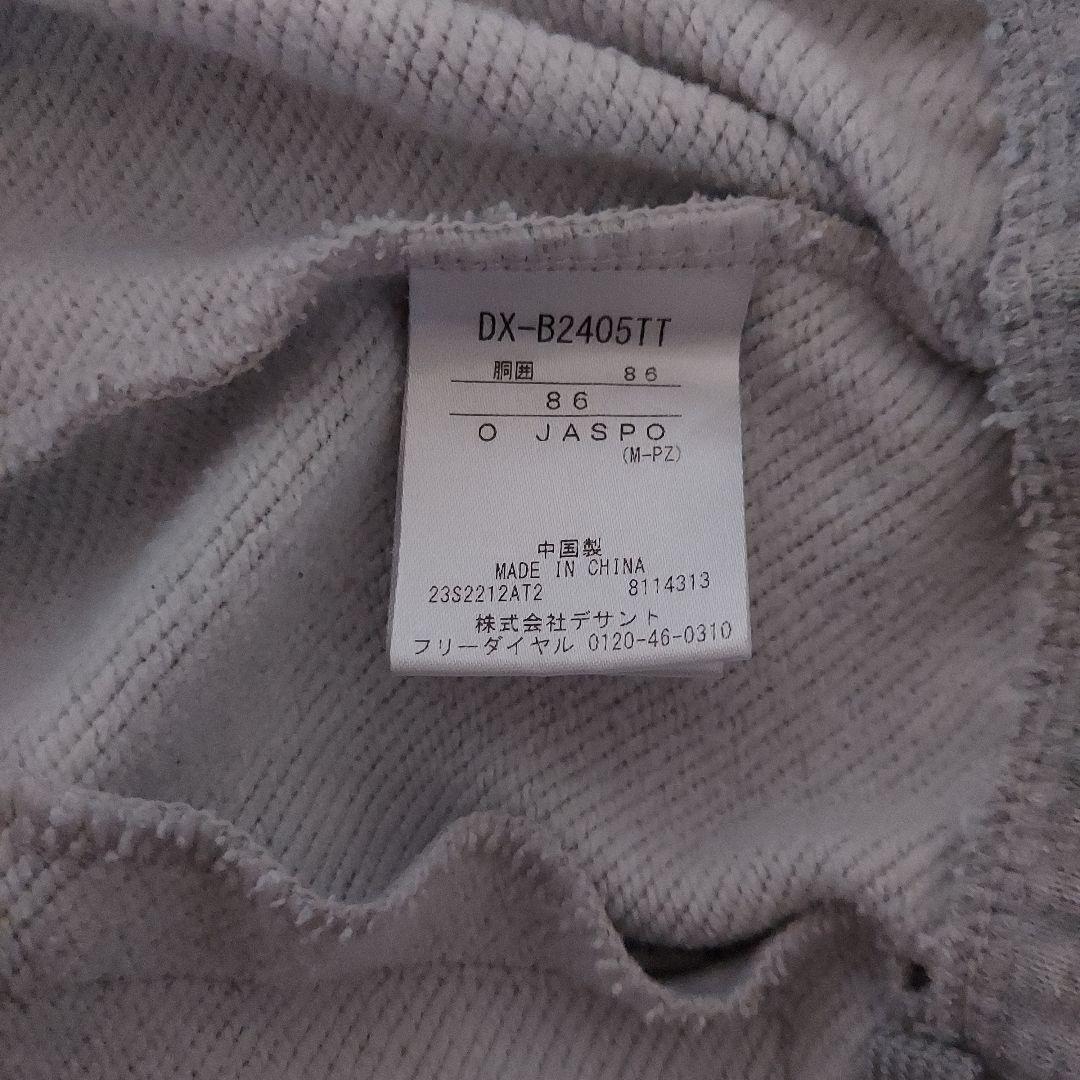 DX-B2405TT
胴囲 86
86
O JASPO
(M-PZ)
中国製
MADE IN CHINA
23S2212AT2 8114313
株式会社デサント
フリーダイヤル 0120-46-0310